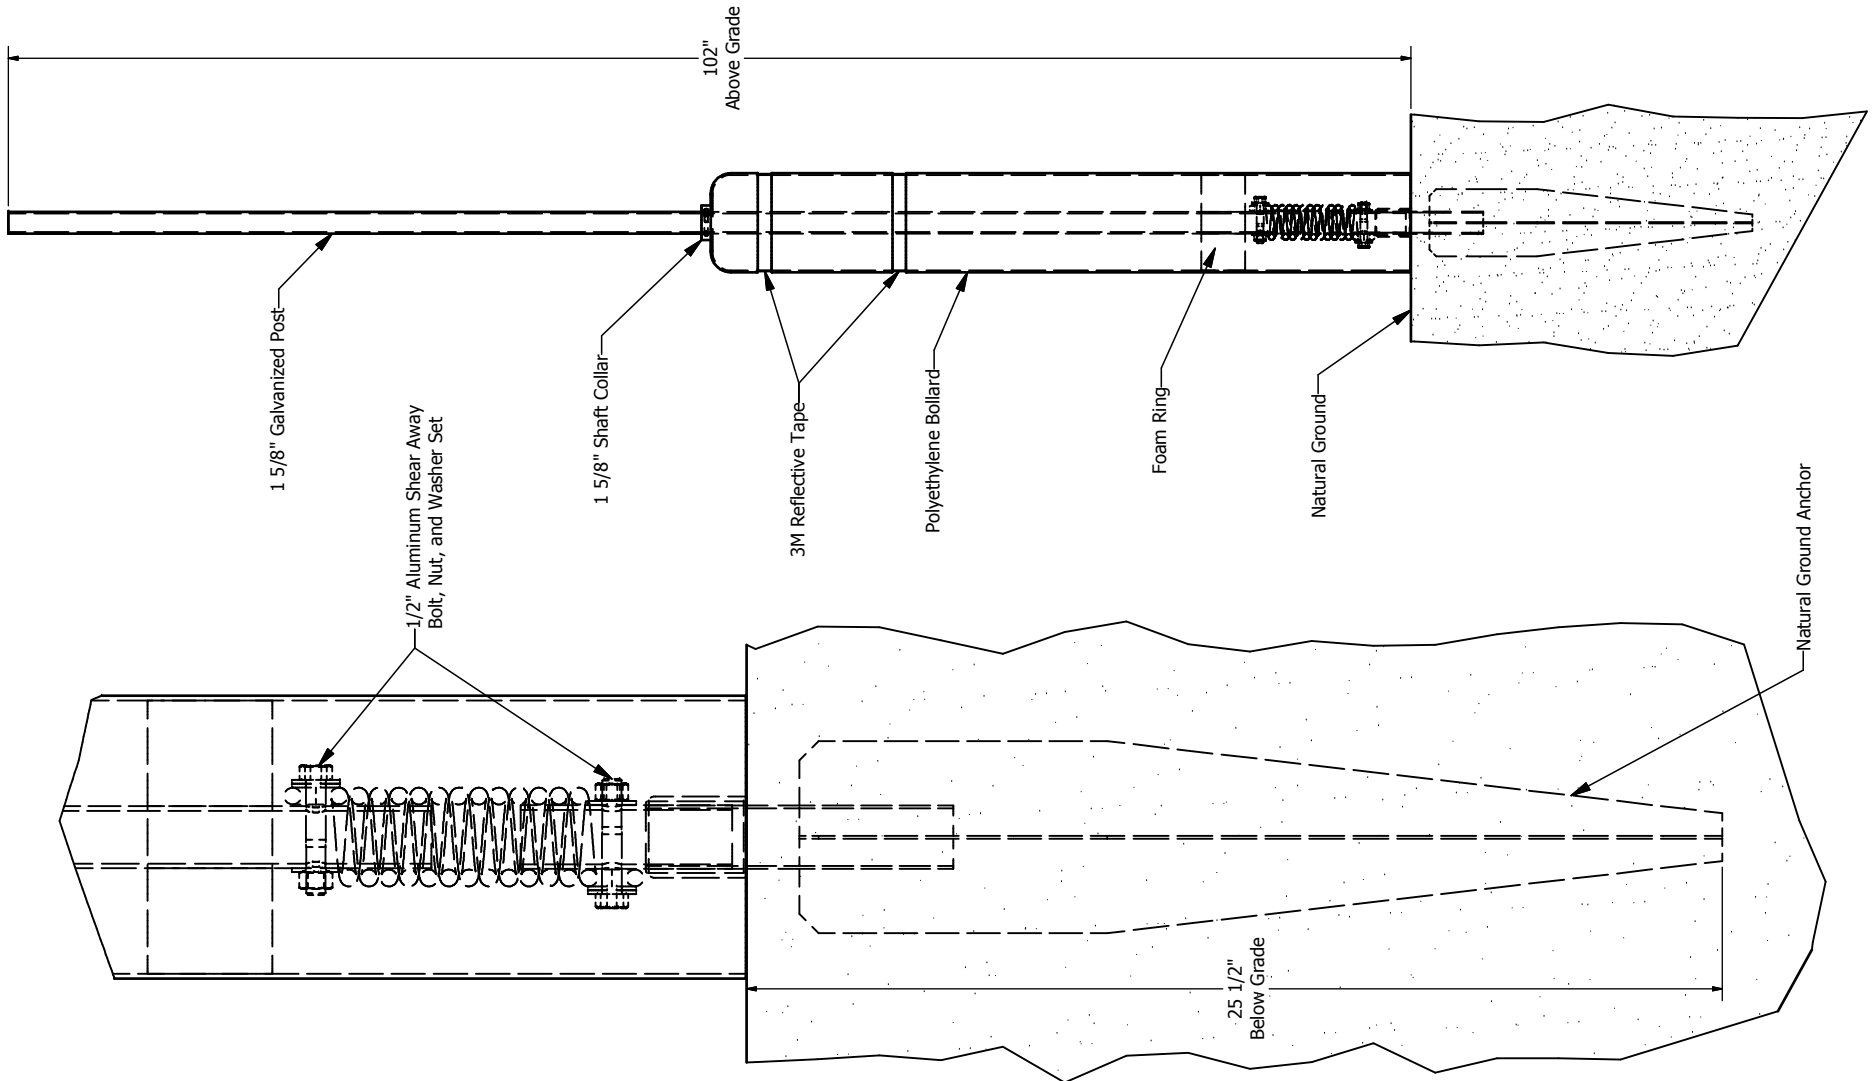 102"
Above Grade
1 5/8" Galvanized Post
1/2" Aluminum Shear Away
Bolt, Nut, and Washer Set
1 5/8" Shaft Collar
3M Reflective Tape
Polyethylene Bollard
Foam Ring
Natural Ground
Natural Ground Anchor
25 1/2"
Below Grade